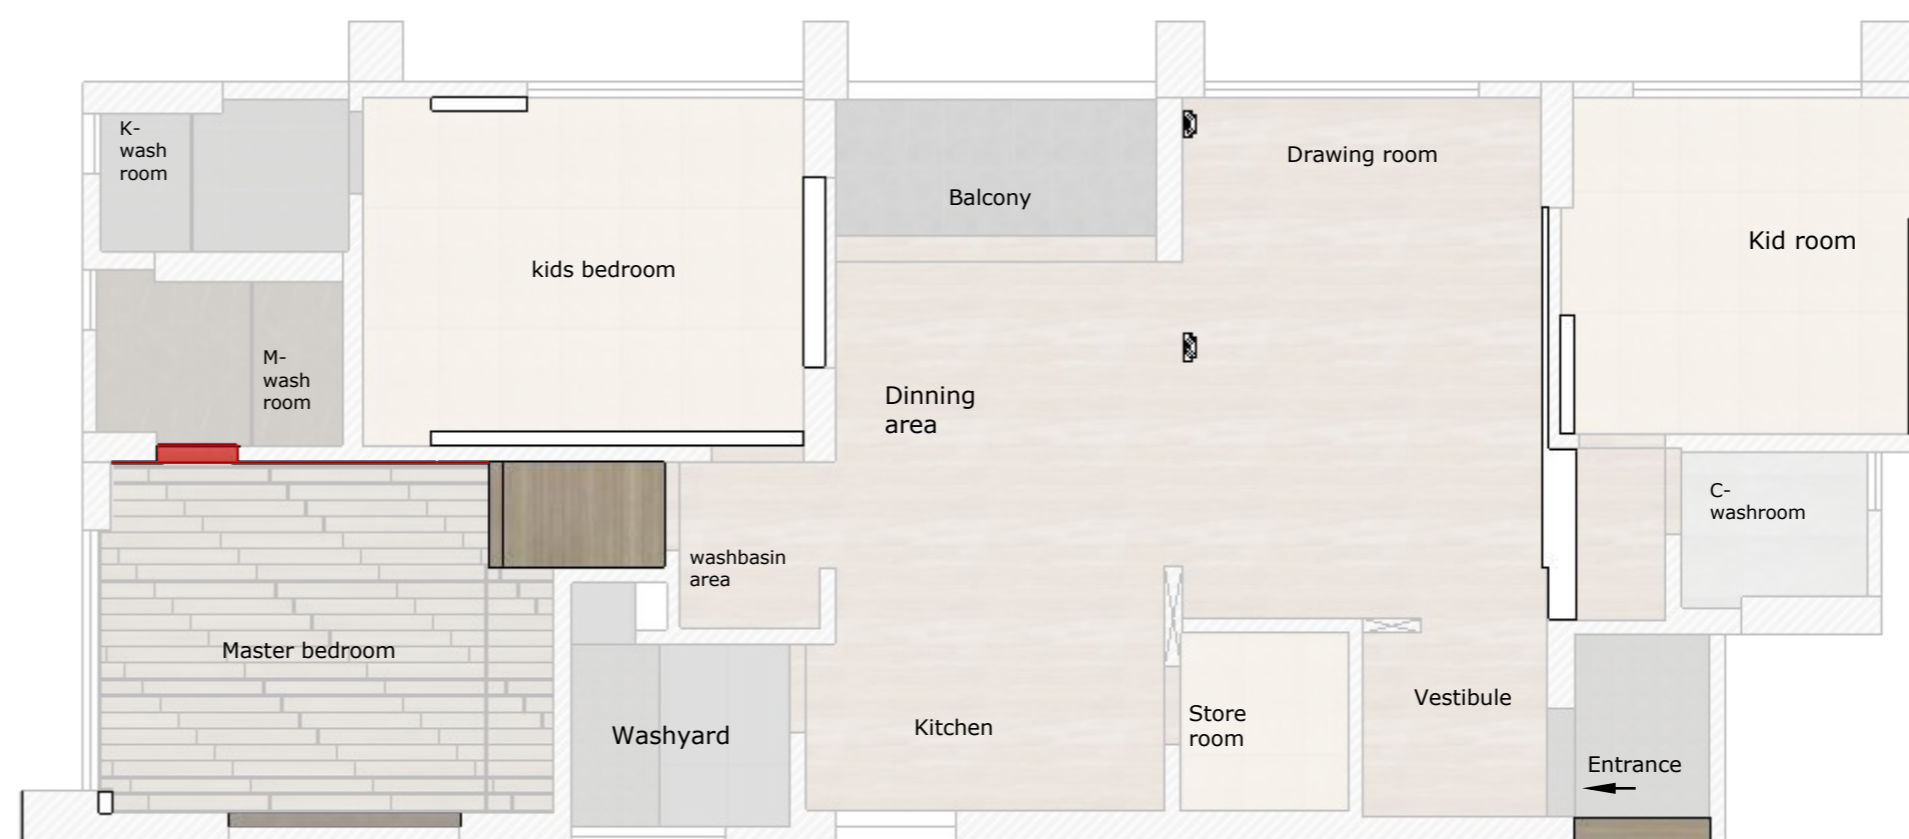 K-
wash
room
Drawing room
Balcony
Kid room
kids bedroom
M-
wash
room
Dinning
area
C-
washroom
washbasin
area
Master bedroom
Washyard
Kitchen
Store
room
Vestibule
Entrance